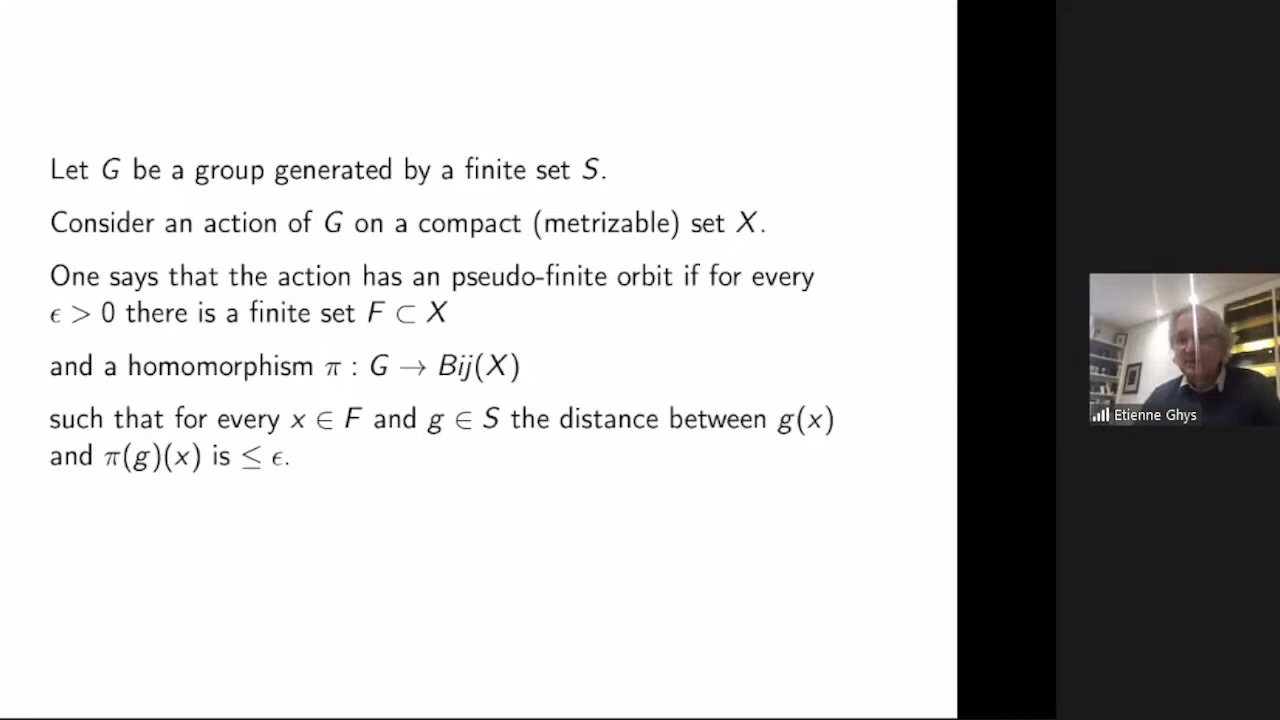 Let G be a group generated by a finite set S.
Consider an action of G on a compact (metrizable) set X.
One says that the action has an pseudo-finite orbit if for every
ϵ > 0 there is a finite set F ⊂ X
and a homomorphism π : G → Bij(X)
such that for every x ∈ F and g ∈ S the distance between g(x)
and π(g)(x) is ≤ ϵ.
Etienne Ghys